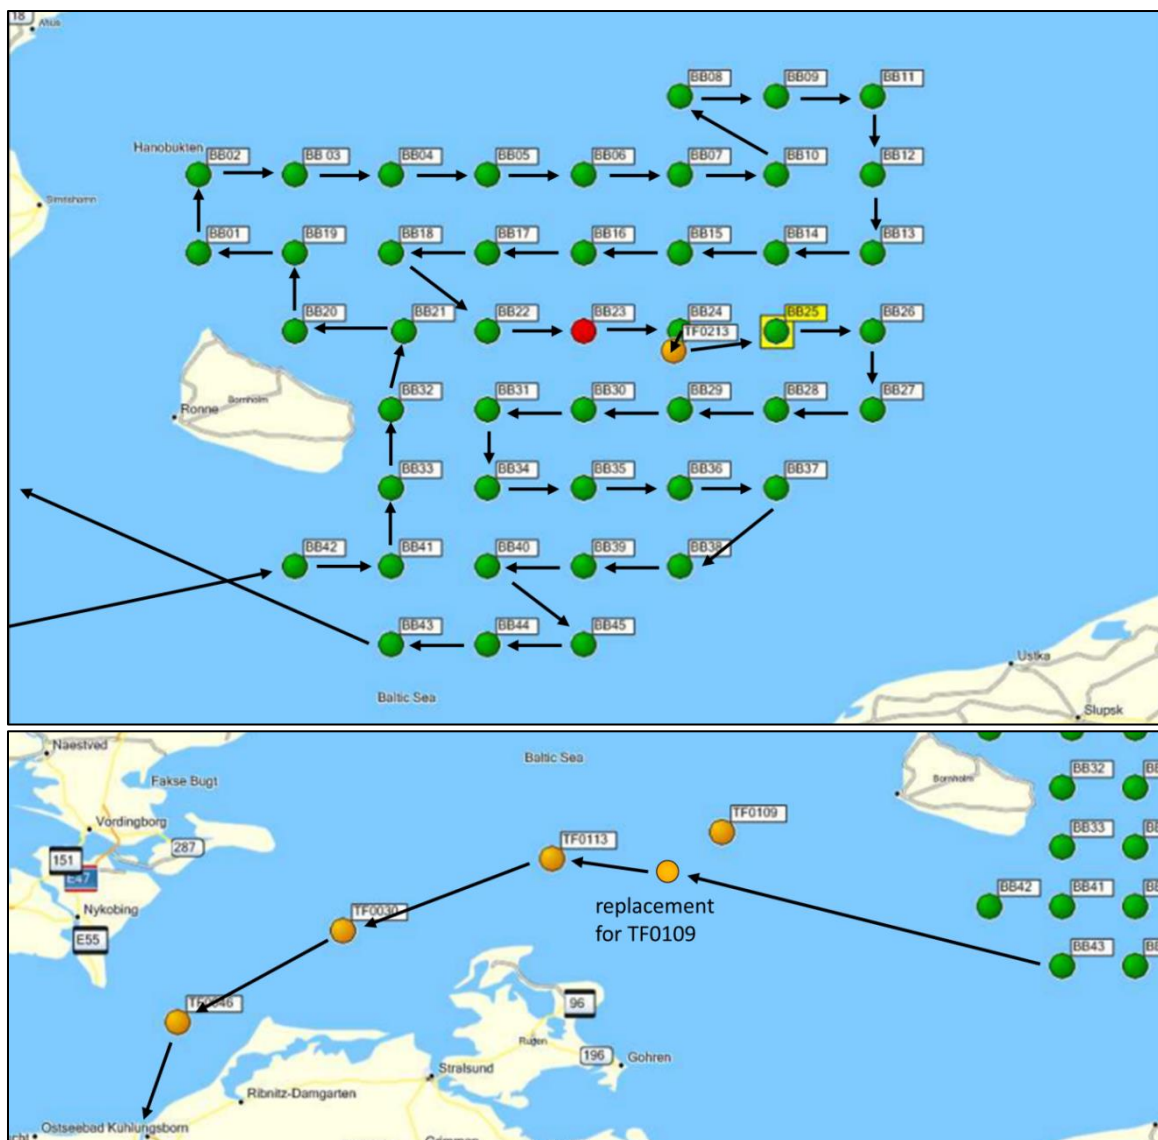 18
Ahus
BB08
BB09
BB11
Hanobukten
BB02
BB 03
BB04
BB05
BB06
BB07
BB10
BB12
Simrishamn
BB01
BB19
BB18
BB17
BB16
BB15
BB14
BB13
BB20
BB21
BB22
BB23
BB24
BB25
BB26
TF0213
Ronne
Bornholm
BB32
BB31
BB30
BB29
BB28
BB27
BB33
BB34
BB35
BB36
BB37
BB42
BB41
BB40
BB39
BB38
BB43
BB44
BB45
Baltic Sea
Ustka
Slupsk
Naestved
Fakse Bugt
Baltic Sea
Bornholm
BB32
Vordingborg
287
151
E47
TF0113
TF0109
BB33
Nykobing
E55
TF0030
replacement
for TF0109
BB42
BB41
BB43
96
Rugen
196
Gohren
Stralsund
Ribnitz-Damgarten
Ostseebad Kuhlungsborn